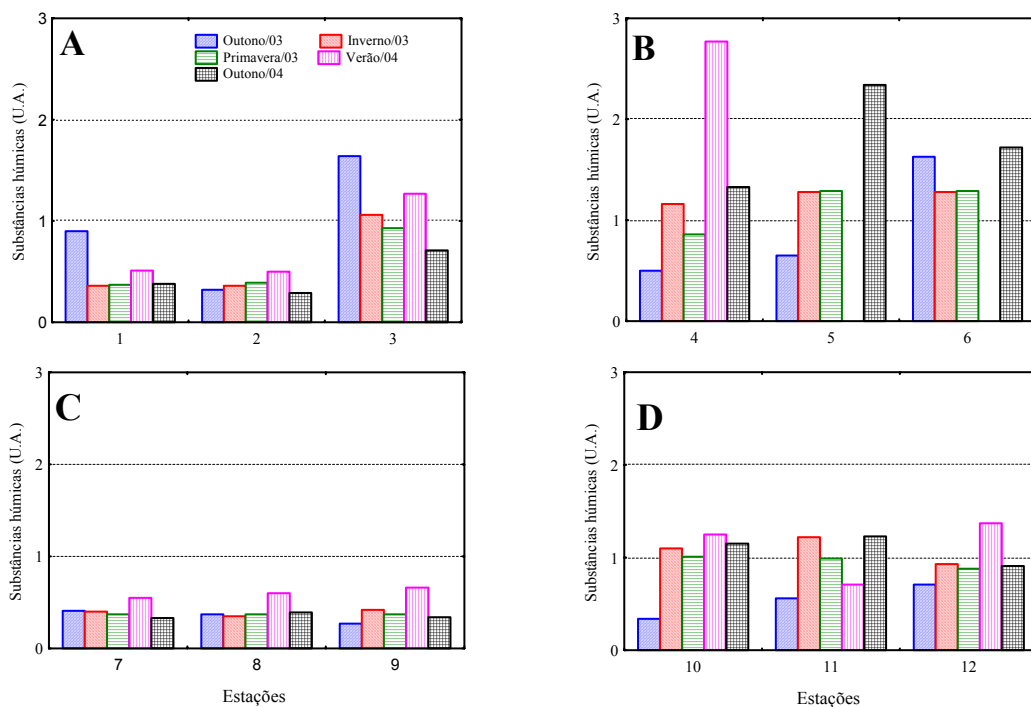 A
Outono/03 Inverno/03
Primavera/03 Verão/04
Outono/04
Substâncias húmicas (U.A.)
3
2
1
0
1 2 3
B
Substâncias húmicas (U.A.)
3
2
1
0
4 5 6
C
Substâncias húmicas (U.A.)
3
2
1
0
7 8 9
Estações
D
Substâncias húmicas (U.A.)
3
2
1
0
10 11 12
Estações